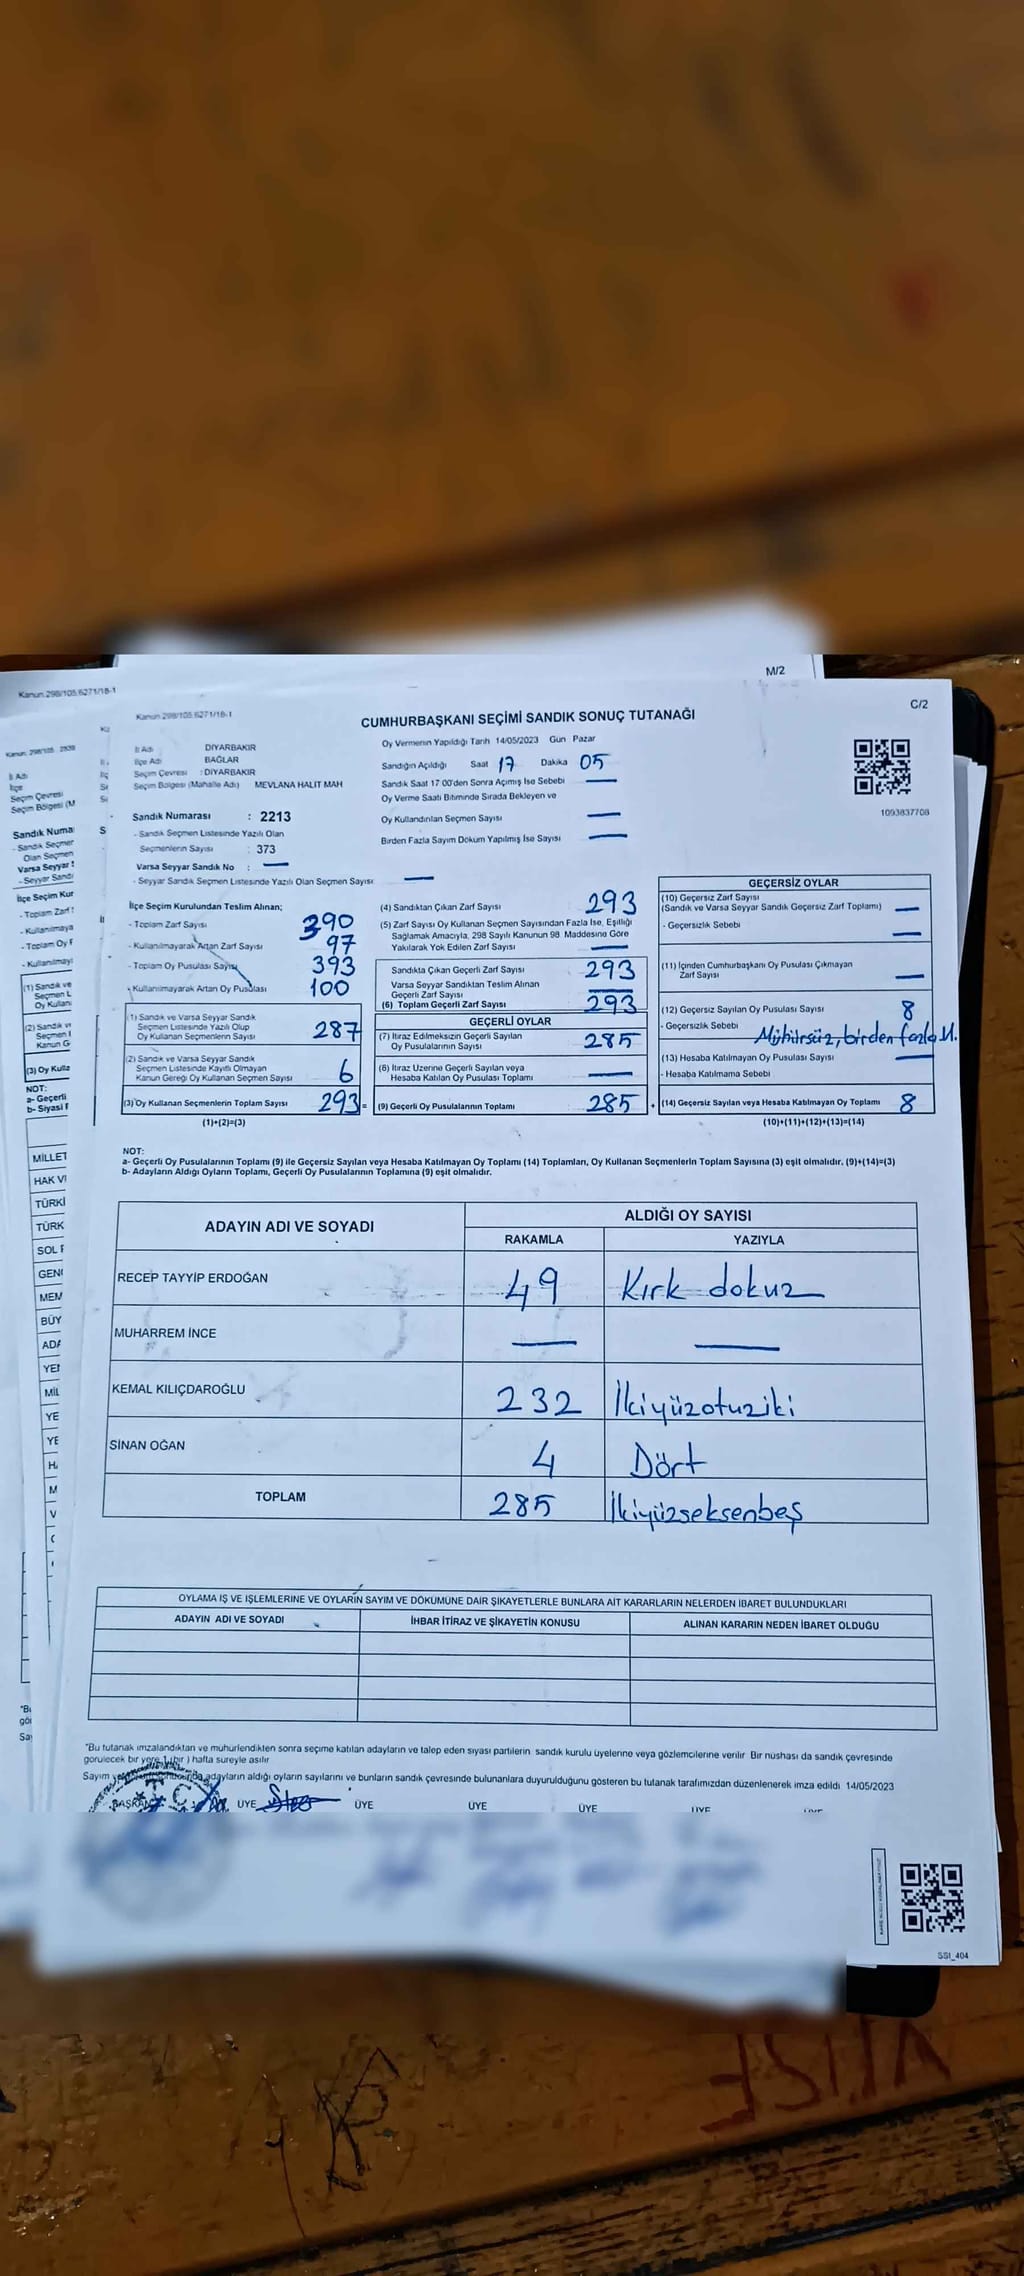 M/2
Kanun.298/105.6271/18-1
Kanun.298/105.6271/18-1
C/2
CUMHURBAŞKANI SEÇİMİ SANDIK SONUÇ TUTANAĞI
İl Adı DİYARBAKIR
İlçe Adı BAĞLAR
Seçim Çevresi : DİYARBAKIR
Seçim Bölgesi (Mahalle Adı) MEVLANA HALİT MAH
Sandık Numarası : 2213
- Sandık Seçmen Listesinde Yazılı Olan
Seçmenlerin Sayısı : 373
Varsa Seyyar Sandık No : —
- Seyyar Sandık Seçmen Listesinde Yazılı Olan Seçmen Sayısı —
Oy Vermenin Yapıldığı Tarih 14/05/2023 Gün Pazar
Sandığın Açıldığı Saat 17 Dakika 05
Sandık Saat 17 00'den Sonra Açımış İse Sebebi —
Oy Verme Saati Bitiminde Sırada Bekleyen ve
Oy Kullandırılan Seçmen Sayısı —
Birden Fazla Sayım Döküm Yapılmış İse Sayısı —
1093837708
İlçe Seçim Kurulundan Teslim Alınan;
- Toplam Zarf Sayısı 390
- Kullanılmayarak Artan Zarf Sayısı 97
- Toplam Oy Pusulası Sayısı 393
- Kullanılmayarak Artan Oy Pusulası 100
(1) Sandık ve Varsa Seyyar Sandık
Seçmen Listesinde Yazılı Olup
Oy Kullanan Seçmenlerin Sayısı 287
(2) Sandık ve Varsa Seyyar Sandık
Seçmen Listesinde Kayıtlı Olmayan
Kanun Gereği Oy Kullanan Seçmen Sayısı 6
(3) Oy Kullanan Seçmenlerin Toplam Sayısı 293 =
(1)+(2)=(3)
(4) Sandıktan Çıkan Zarf Sayısı 293
(5) Zarf Sayısı Oy Kullanan Seçmen Sayısından Fazla İse, Eşitliği
Sağlamak Amacıyla, 298 Sayılı Kanunun 98. Maddesine Göre
Yakılarak Yok Edilen Zarf Sayısı —
Sandıkta Çıkan Geçerli Zarf Sayısı 293
Varsa Seyyar Sandıktan Teslim Alınan
Geçerli Zarf Sayısı —
(6) Toplam Geçerli Zarf Sayısı 293
GEÇERLİ OYLAR
(7) İtiraz Edilmeksizin Geçerli Sayılan
Oy Pusulalarının Sayısı 285
(8) İtiraz Üzerine Geçerli Sayılan veya
Hesaba Katılan Oy Pusulası Toplamı —
(9) Geçerli Oy Pusulalarının Toplamı 285 +
GEÇERSİZ OYLAR
(10) Geçersiz Zarf Sayısı
(Sandık ve Varsa Seyyar Sandık Geçersiz Zarf Toplamı) —
- Geçersizlik Sebebi —
(11) İçinden Cumhurbaşkanı Oy Pusulası Çıkmayan
Zarf Sayısı —
(12) Geçersiz Sayılan Oy Pusulası Sayısı 8
- Geçersizlik Sebebi Mühürsüz, birden fazla M.
(13) Hesaba Katılmayan Oy Pusulası Sayısı —
- Hesaba Katılmama Sebebi
(14) Geçersiz Sayılan veya Hesaba Katılmayan Oy Toplamı 8
(10)+(11)+(12)+(13)=(14)
NOT:
a- Geçerli Oy Pusulalarının Toplamı (9) ile Geçersiz Sayılan veya Hesaba Katılmayan Oy Toplamı (14) Toplamları, Oy Kullanan Seçmenlerin Toplam Sayısına (3) eşit olmalıdır. (9)+(14)=(3)
b- Adayların Aldığı Oyların Toplamı, Geçerli Oy Pusulalarının Toplamına (9) eşit olmalıdır.
ADAYIN ADI VE SOYADI
ALDIĞI OY SAYISI
RAKAMLA YAZIYLA
RECEP TAYYİP ERDOĞAN 49 Kırk dokuz
MUHARREM İNCE — —
KEMAL KILIÇDAROĞLU 232 İkiyüzotuziki
SİNAN OĞAN 4 Dört
TOPLAM 285 İkiyüzseksenbeş
OYLAMA İŞ VE İŞLEMLERİNE VE OYLARIN SAYIM VE DÖKÜMÜNE DAİR ŞİKAYETLERLE BUNLARA AİT KARARLARIN NELERDEN İBARET BULUNDUKLARI
ADAYIN ADI VE SOYADI İHBAR İTİRAZ VE ŞİKAYETİN KONUSU ALINAN KARARIN NEDEN İBARET OLDUĞU
"Bu tutanak imzalandıktan ve mühürlendikten sonra seçime katılan adayların ve talep eden siyasi partilerin sandık kurulu üyelerine veya gözlemcilerine verilir Bir nüshası da sandık çevresinde
görülecek bir yere 1 (bir ) hafta süreyle asılır
Sayım adayların aldığı oyların sayılarını ve bunların sandık çevresinde bulunanlara duyurulduğunu gösteren bu tutanak tarafımızdan düzenlenerek imza edildi 14/05/2023
BAŞKAN ÜYE ÜYE ÜYE ÜYE ÜYE ÜYE
SSI_404